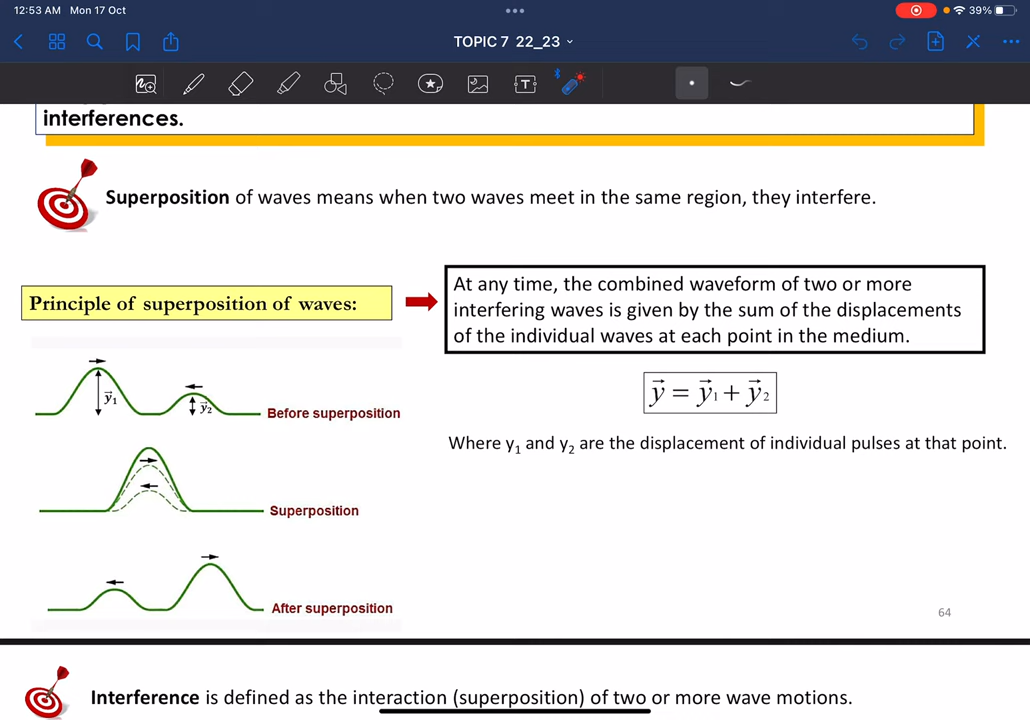 12:53 AM Mon 17 Oct
39%
TOPIC 7 22_23
T
interferences.
Superposition of waves means when two waves meet in the same region, they interfere.
Principle of superposition of waves:
At any time, the combined waveform of two or more
interfering waves is given by the sum of the displacements
of the individual waves at each point in the medium.
y⃗ = y⃗₁ + y⃗₂
Where y₁ and y₂ are the displacement of individual pulses at that point.
y⃗₁
y⃗₂
Before superposition
Superposition
After superposition
64
Interference is defined as the interaction (superposition) of two or more wave motions.